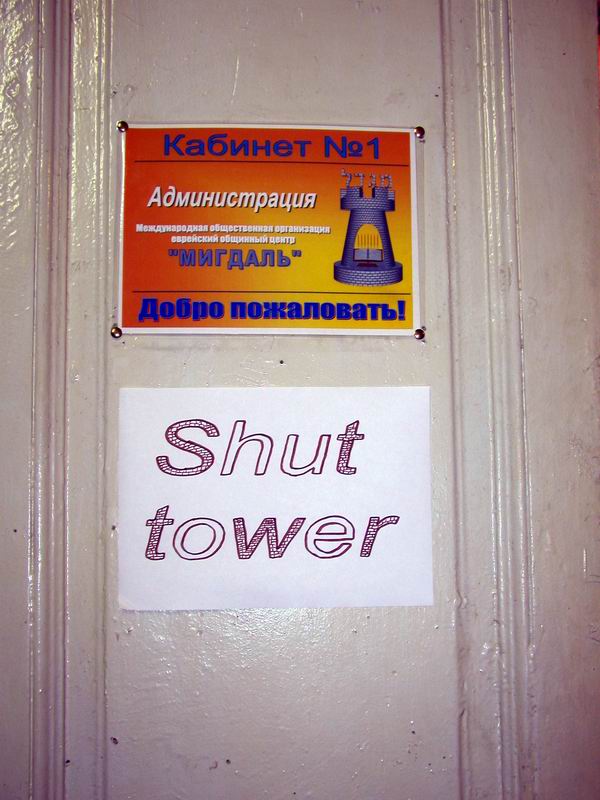 Кабинет №1
Администрация
Международная общественная организация
еврейский общинный центр
"МИГДАЛЬ"
Добро пожаловать!
Shut
tower